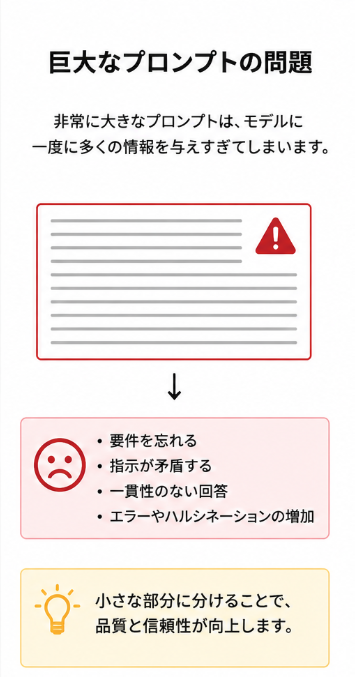 巨大なプロンプトの問題
非常に大きなプロンプトは、モデルに
一度に多くの情報を与えすぎてしまいます。
• 要件を忘れる
• 指示が矛盾する
• 一貫性のない回答
• エラーやハルシネーションの増加
小さな部分に分けることで、
品質と信頼性が向上します。